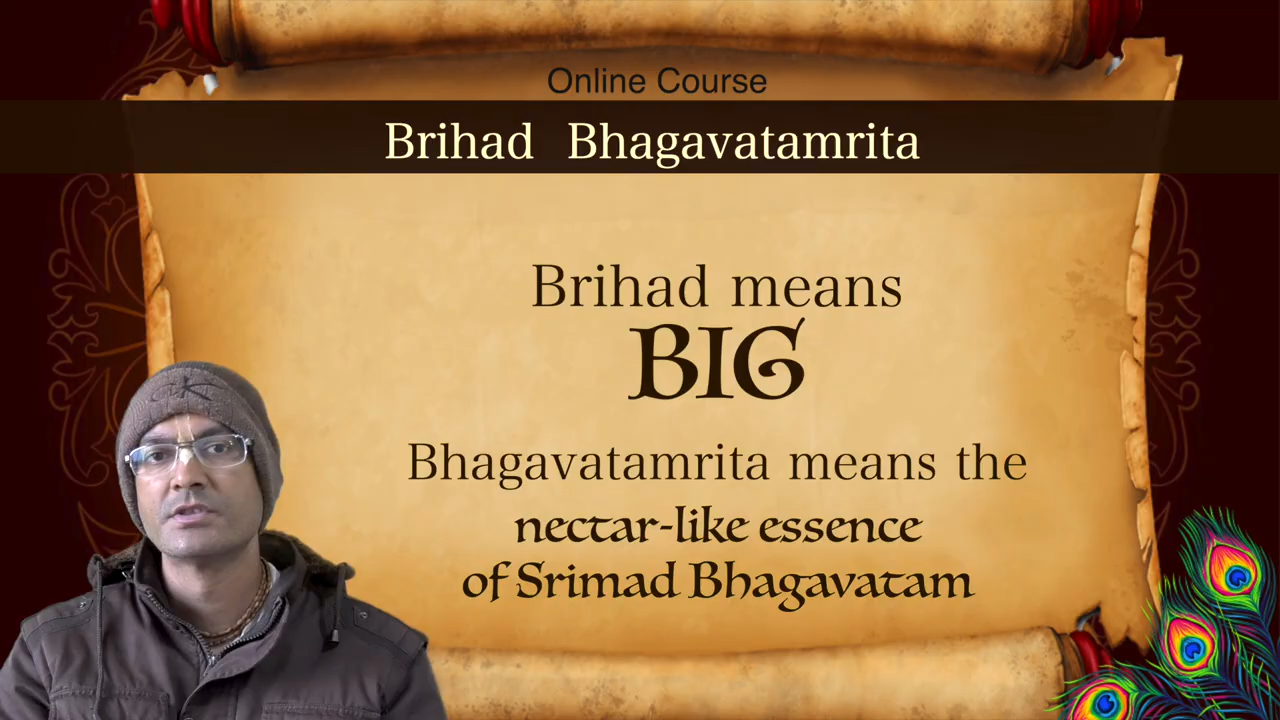 Online Course
Brihad Bhagavatamrita
Brihad means
BIG
Bhagavatamrita means the
nectar-like essence
of Srimad Bhagavatam